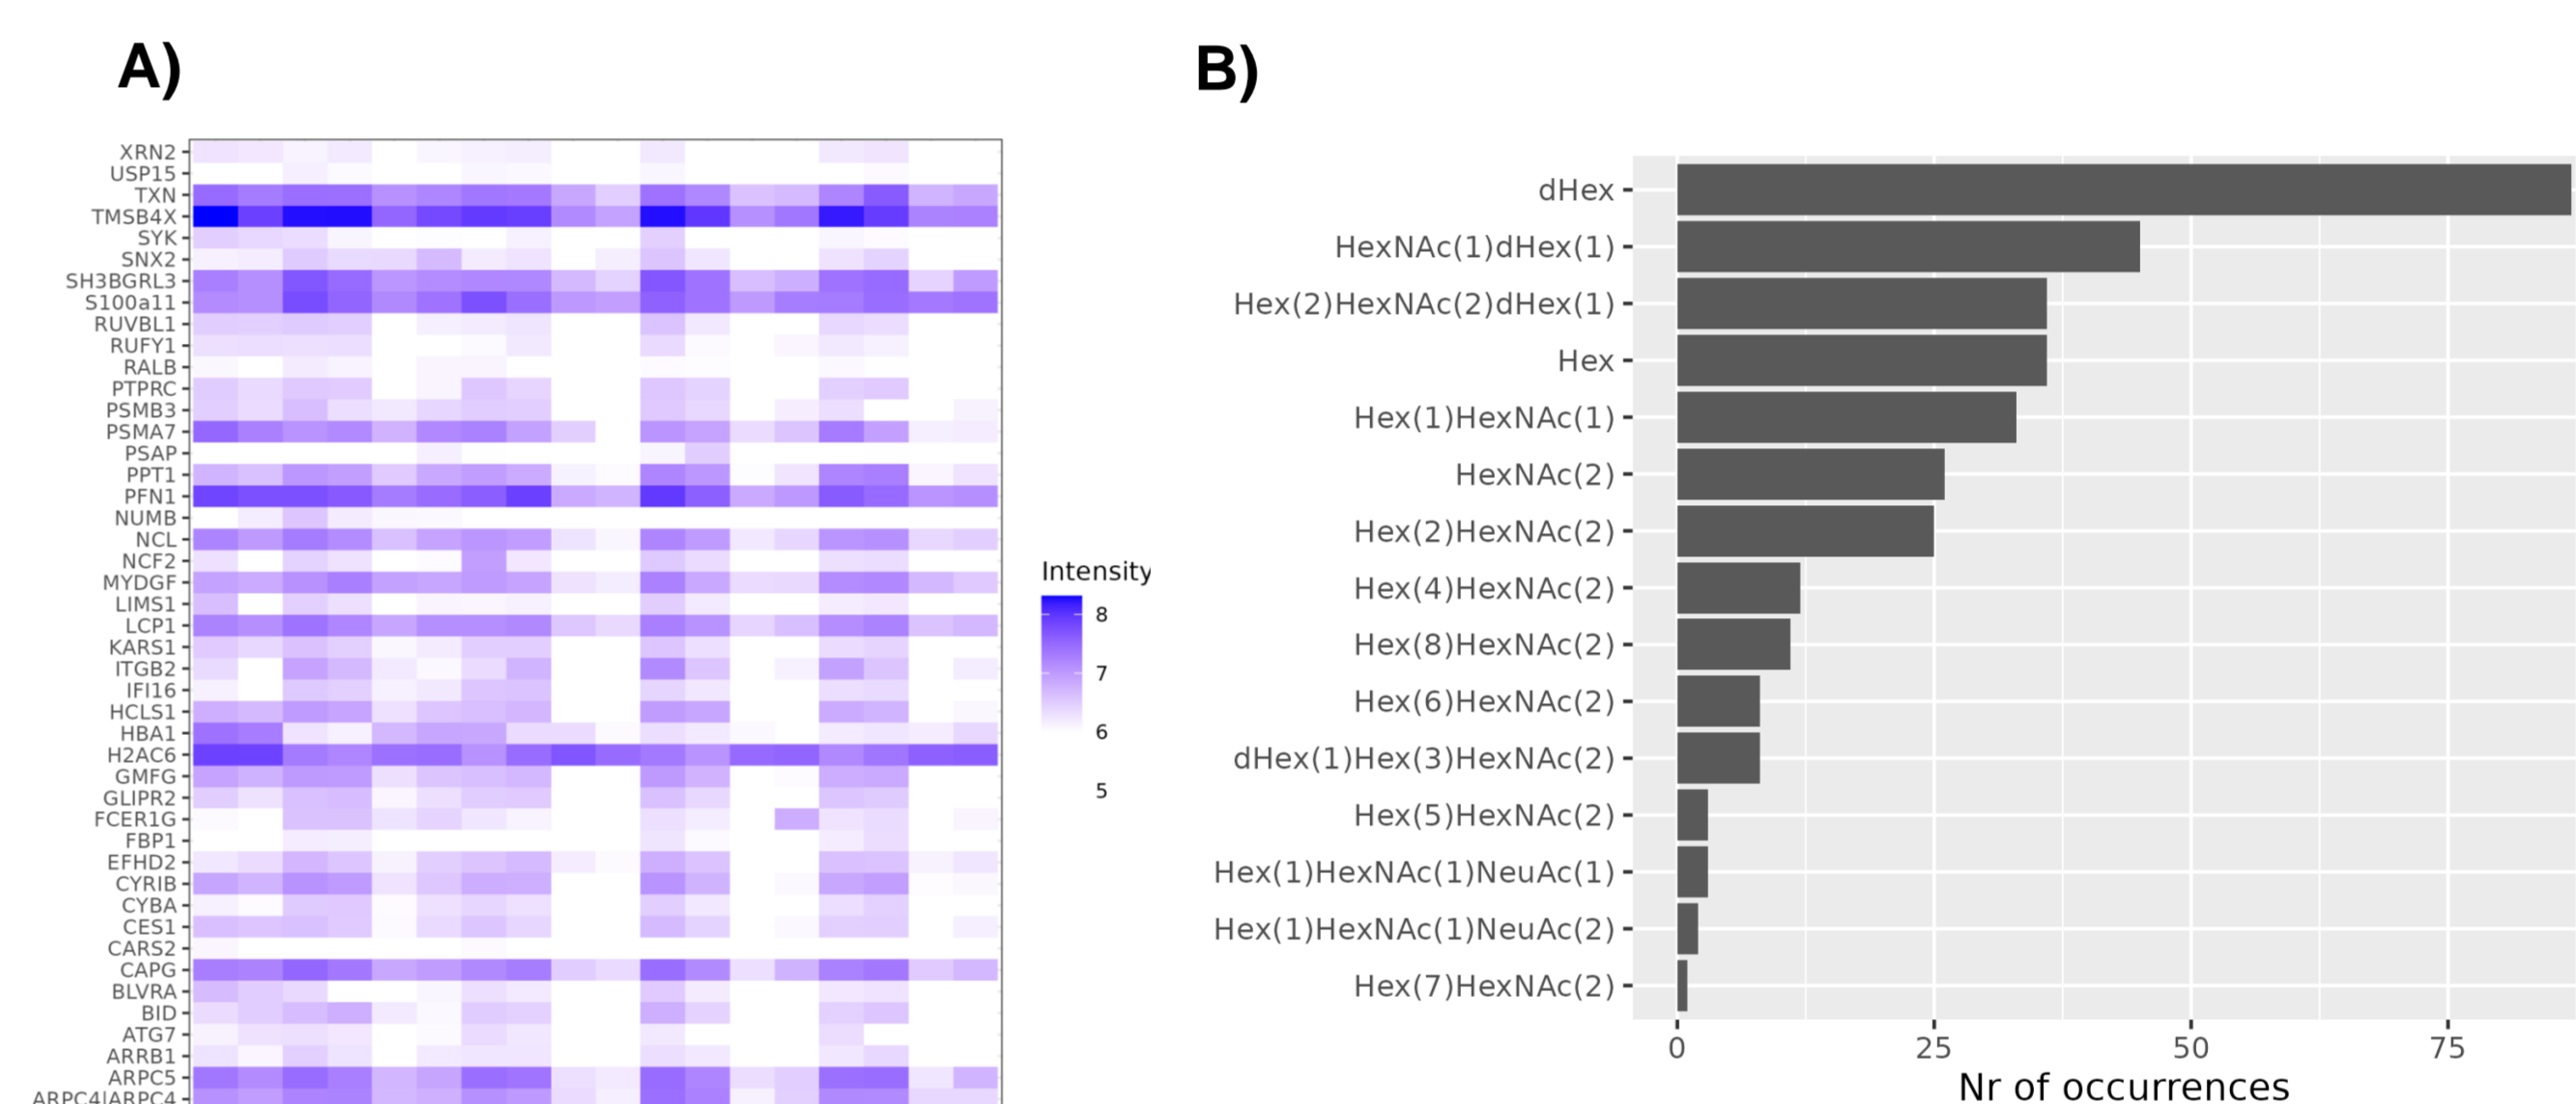 A)
XRN2
USP15
TXN
TMSB4X
SYK
SNX2
SH3BGRL3
S100a11
RUVBL1
RUFY1
RALB
PTPRC
PSMB3
PSMA7
PSAP
PPT1
PFN1
NUMB
NCL
NCF2
MYDGF
LIMS1
LCP1
KARS1
ITGB2
IFI16
HCLS1
HBA1
H2AC6
GMFG
GLIPR2
FCER1G
FBP1
EFHD2
CYRIB
CYBA
CES1
CARS2
CAPG
BLVRA
BID
ATG7
ARRB1
ARPC5
ARPC4|ARPC4
Intensity
8
7
6
5
B)
dHex
HexNAc(1)dHex(1)
Hex(2)HexNAc(2)dHex(1)
Hex
Hex(1)HexNAc(1)
HexNAc(2)
Hex(2)HexNAc(2)
Hex(4)HexNAc(2)
Hex(8)HexNAc(2)
Hex(6)HexNAc(2)
dHex(1)Hex(3)HexNAc(2)
Hex(5)HexNAc(2)
Hex(1)HexNAc(1)NeuAc(1)
Hex(1)HexNAc(1)NeuAc(2)
Hex(7)HexNAc(2)
0 25 50 75
Nr of occurrences